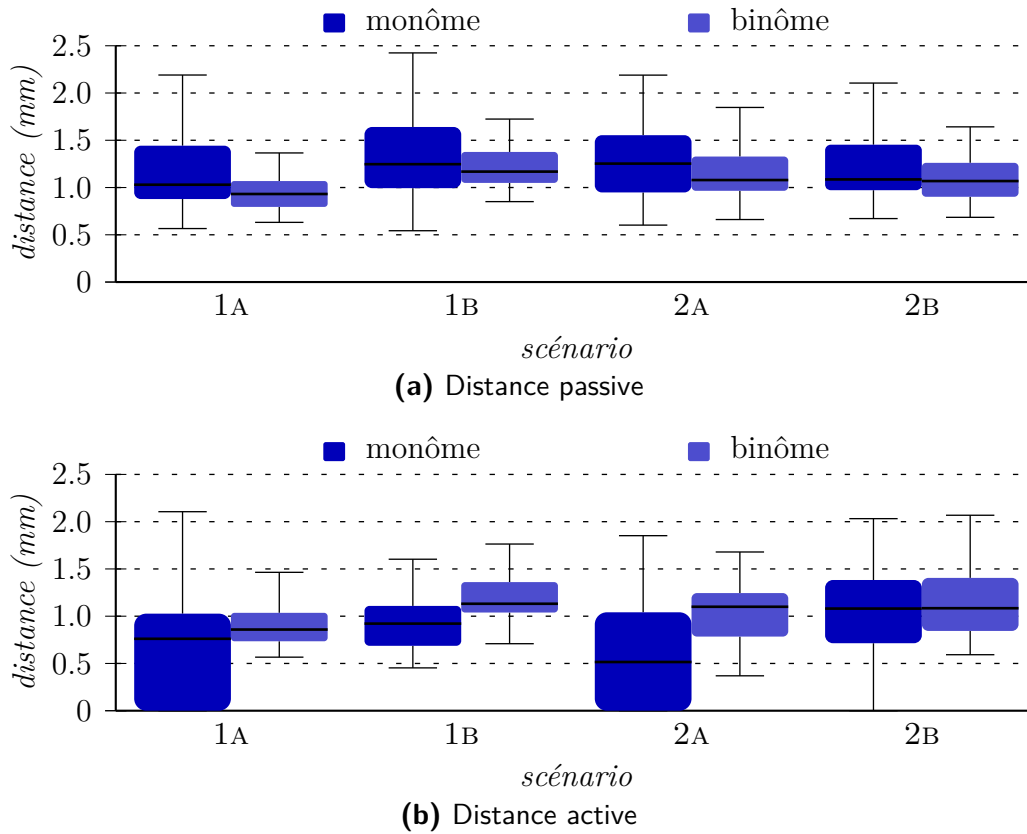 monôme binôme
distance (mm)
2.5
2.0
1.5
1.0
0.5
0
1A 1B 2A 2B
scénario
(a) Distance passive
monôme binôme
distance (mm)
2.5
2.0
1.5
1.0
0.5
0
1A 1B 2A 2B
scénario
(b) Distance active